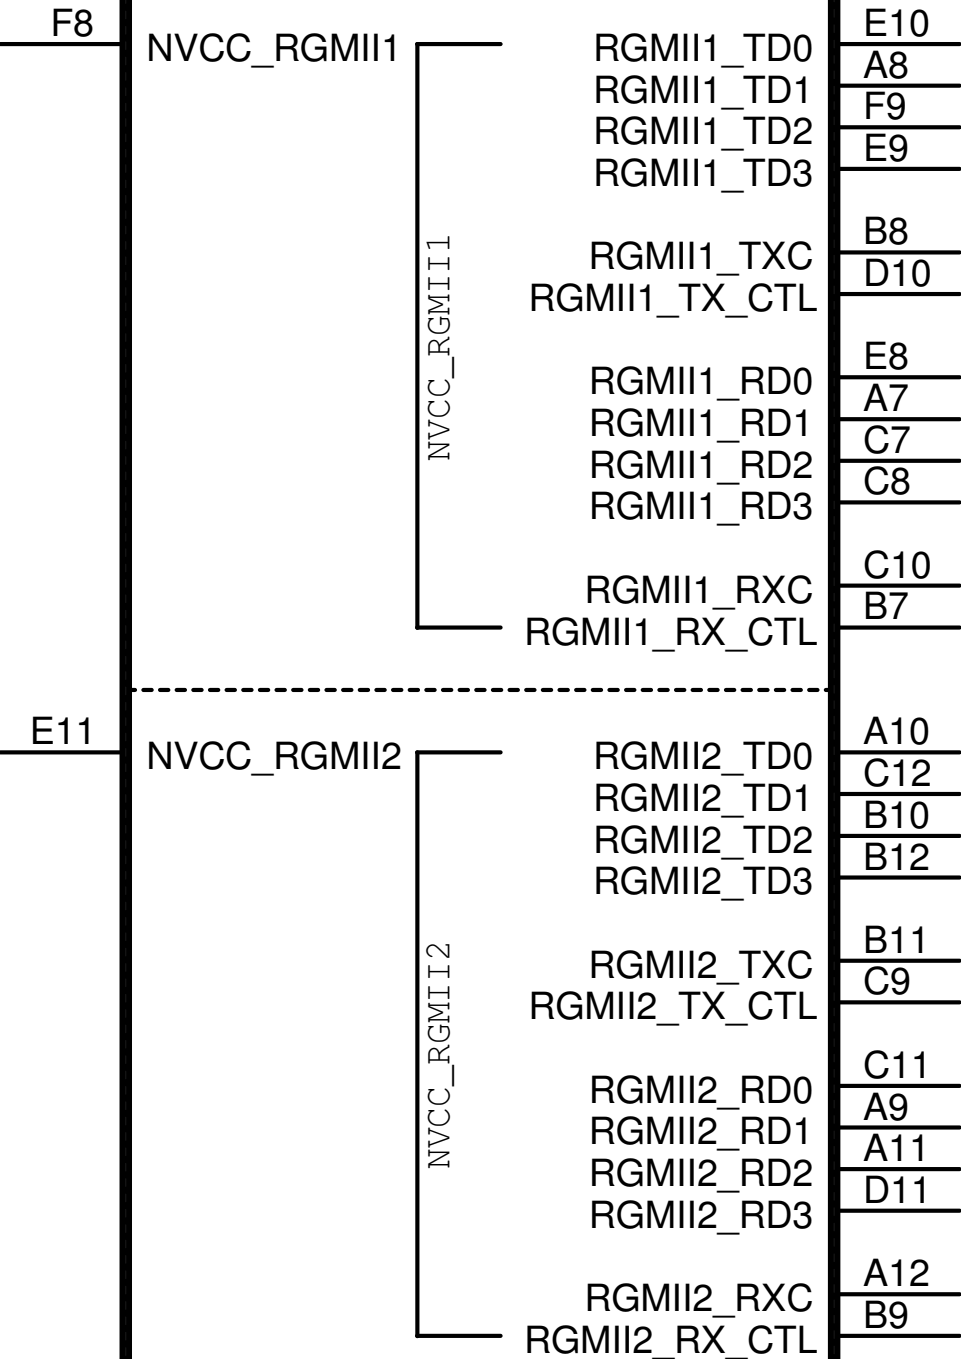 F8
NVCC_RGMII1
NVCC_RGMII1
RGMII1_TD0 E10
RGMII1_TD1 A8
RGMII1_TD2 F9
RGMII1_TD3 E9
RGMII1_TXC B8
RGMII1_TX_CTL D10
RGMII1_RD0 E8
RGMII1_RD1 A7
RGMII1_RD2 C7
RGMII1_RD3 C8
RGMII1_RXC C10
RGMII1_RX_CTL B7
E11
NVCC_RGMII2
NVCC_RGMII2
RGMII2_TD0 A10
RGMII2_TD1 C12
RGMII2_TD2 B10
RGMII2_TD3 B12
RGMII2_TXC B11
RGMII2_TX_CTL C9
RGMII2_RD0 C11
RGMII2_RD1 A9
RGMII2_RD2 A11
RGMII2_RD3 D11
RGMII2_RXC A12
RGMII2_RX_CTL B9